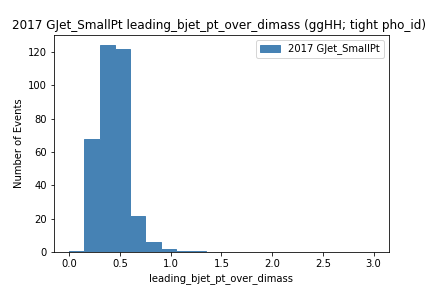 2017 GJet_SmallPt leading_bjet_pt_over_dimass (ggHH; tight pho_id)
2017 GJet_SmallPt
120
100
80
60
40
20
0
Number of Events
0.0 0.5 1.0 1.5 2.0 2.5 3.0
leading_bjet_pt_over_dimass